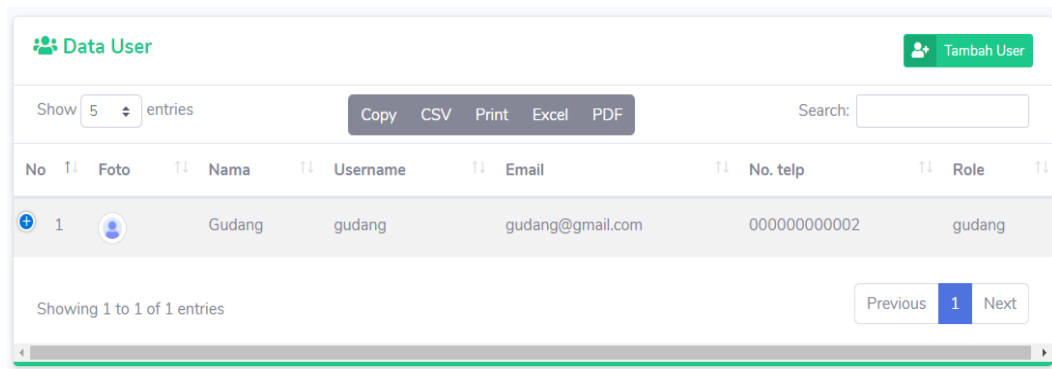 Data User
Tambah User
Show 5 entries
Copy CSV Print Excel PDF
Search:
No Foto Nama Username Email No. telp Role
1 Gudang gudang gudang@gmail.com 000000000002 gudang
Showing 1 to 1 of 1 entries
Previous 1 Next